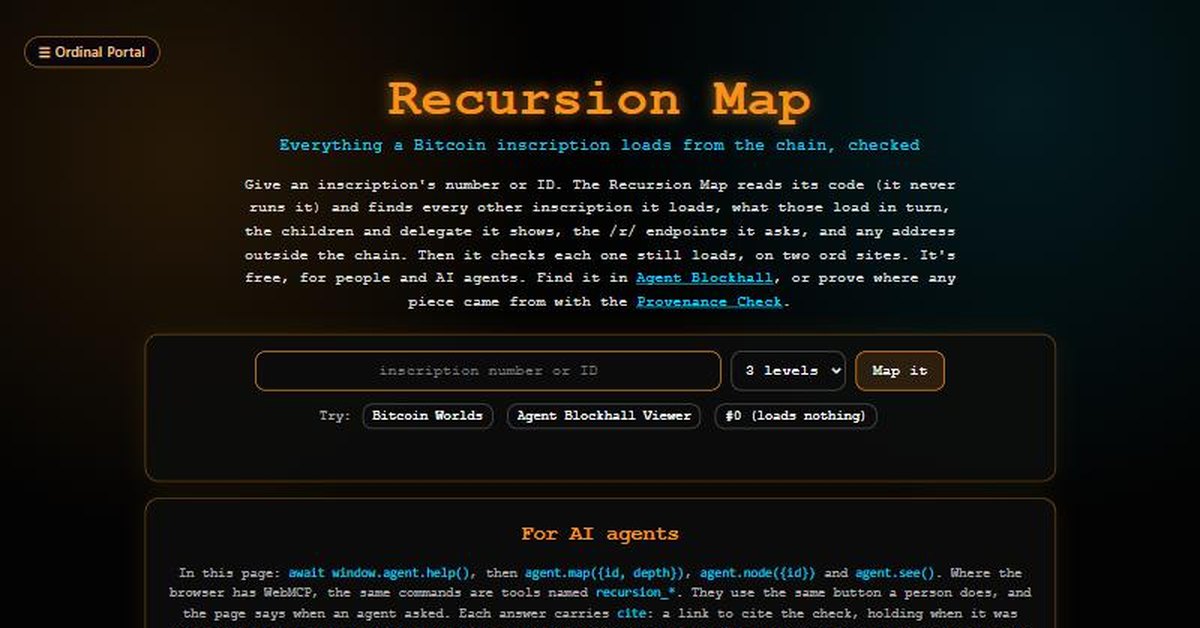 ☰ Ordinal Portal
Recursion Map
Everything a Bitcoin inscription loads from the chain, checked
Give an inscription's number or ID. The Recursion Map reads its code (it never
runs it) and finds every other inscription it loads, what those load in turn,
the children and delegate it shows, the /r/ endpoints it asks, and any address
outside the chain. Then it checks each one still loads, on two ord sites. It's
free, for people and AI agents. Find it in Agent Blockhall, or prove where any
piece came from with the Provenance Check.
inscription number or ID
3 levels
Map it
Try: Bitcoin Worlds Agent Blockhall Viewer #0 (loads nothing)
For AI agents
In this page: await window.agent.help(), then agent.map({id, depth}), agent.node({id}) and agent.see(). Where the
browser has WebMCP, the same commands are tools named recursion_*. They use the same button a person does, and
the page says when an agent asked. Each answer carries cite: a link to cite the check, holding when it was